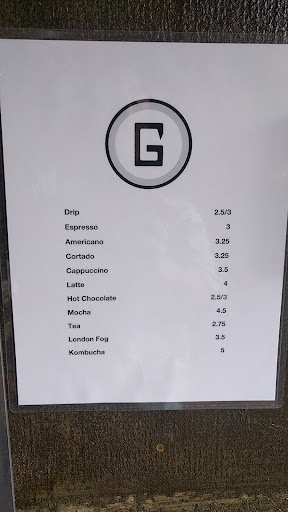 G
Drip 2.5/3
Espresso 3
Americano 3.25
Cortado 3.25
Cappuccino 3.5
Latte 4
Hot Chocolate 2.5/3
Mocha 4.5
Tea 2.75
London Fog 3.5
Kombucha 5